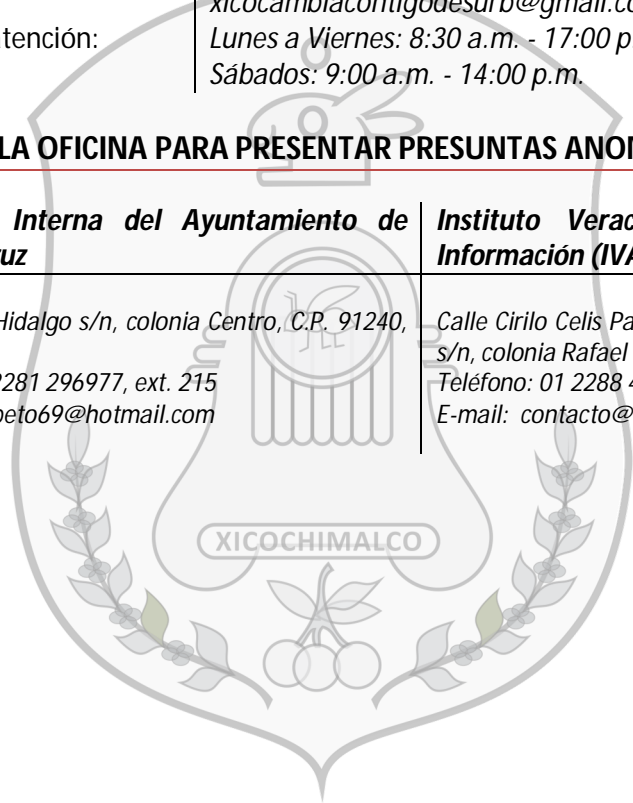 xicocambiacontigodesurb@gmail.co
tención: Lunes a Viernes: 8:30 a.m. - 17:00 p.
Sábados: 9:00 a.m. - 14:00 p.m.
LA OFICINA PARA PRESENTAR PRESUNTAS ANO
Interna del Ayuntamiento de
uz
Instituto Verac
Información (IVA
Hidalgo s/n, colonia Centro, C.P. 91240,
2281 296977, ext. 215
beto69@hotmail.com
Calle Cirilo Celis Pa
s/n, colonia Rafael
Teléfono: 01 2288 4
E-mail: contacto@
XICOCHIMALCO